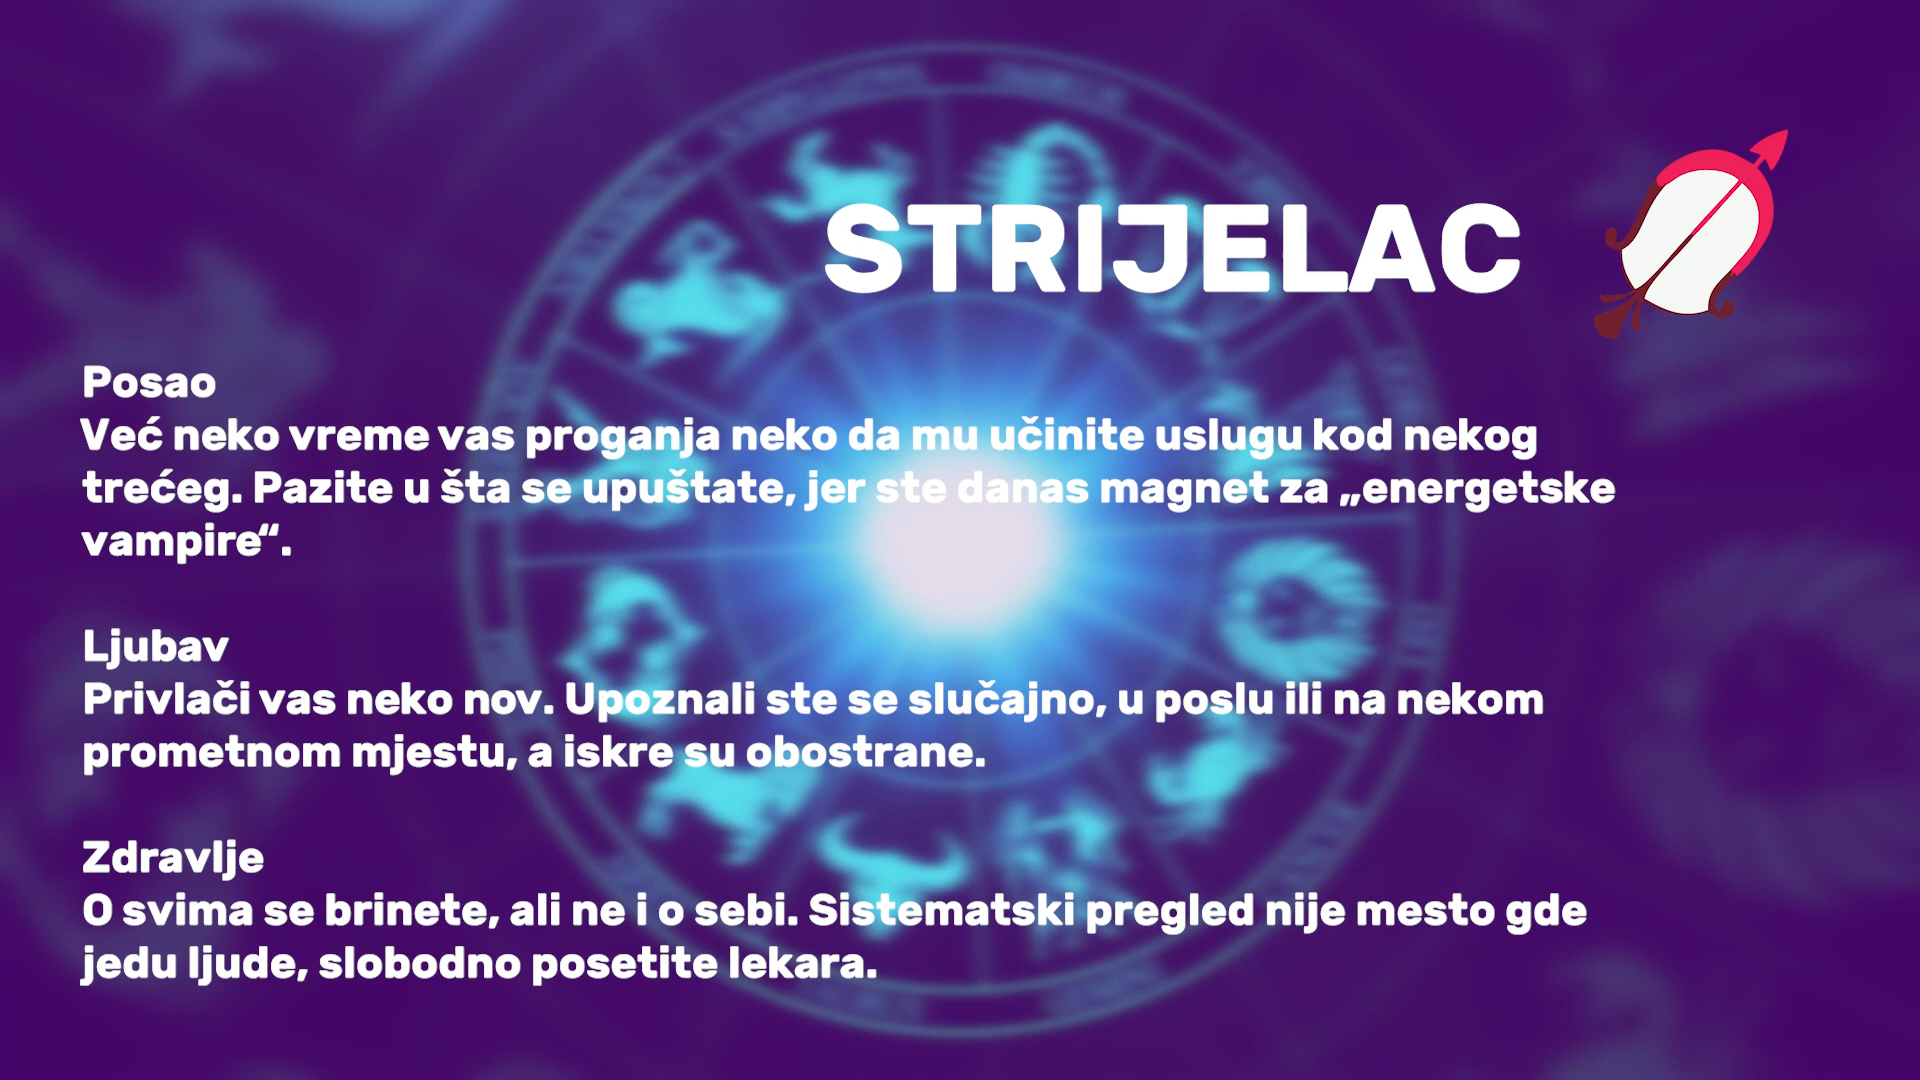 STRIJELAC
Posao
Već neko vreme vas proganja neko da mu učinite uslugu kod nekog
trećeg. Pazite u šta se upuštate, jer ste danas magnet za „energetske
vampire“.
Ljubav
Privlači vas neko nov. Upoznali ste se slučajno, u poslu ili na nekom
prometnom mjestu, a iskre su obostrane.
Zdravlje
O svima se brinete, ali ne i o sebi. Sistematski pregled nije mesto gde
jedu ljude, slobodno posetite lekara.